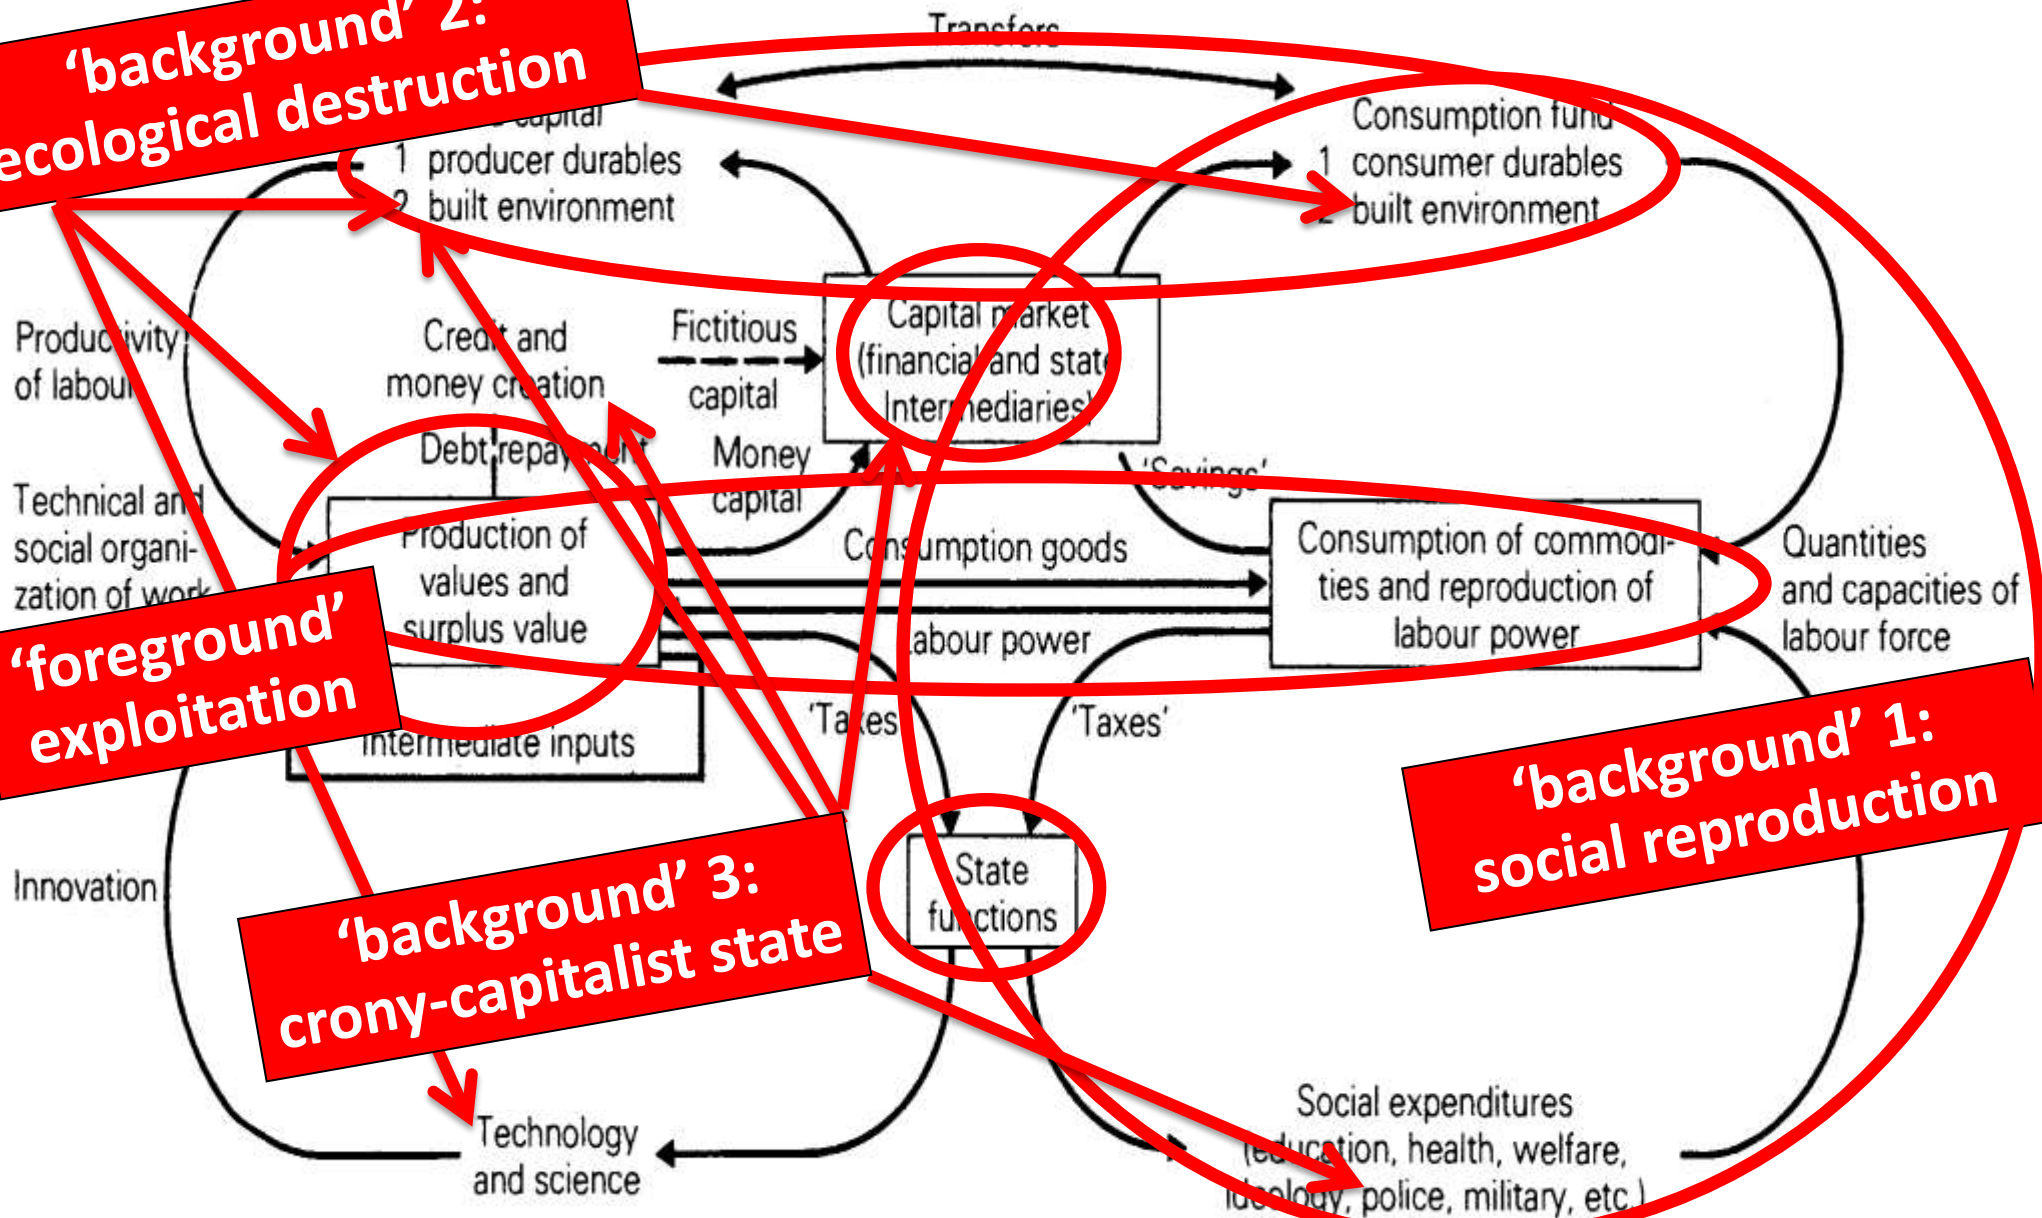 'background' 2:
ecological destruction
Transfers
capital
1 producer durables
2 built environment
Consumption fund
1 consumer durables
2 built environment
Productivity
of labour
Credit and
money creation
Fictitious
capital
Capital market
(financial and state
Intermediaries)
Debt repayment
Money
capital
'Savings'
Technical and
social organi-
zation of work
Production of
values and
surplus value
Consumption goods
Labour power
Consumption of commodi-
ties and reproduction of
labour power
Quantities
and capacities of
labour force
'foreground'
exploitation
Intermediate inputs
'Taxes
'Taxes'
'background' 1:
social reproduction
Innovation
'background' 3:
crony-capitalist state
State
functions
Technology
and science
Social expenditures
(education, health, welfare,
ideology, police, military, etc.)